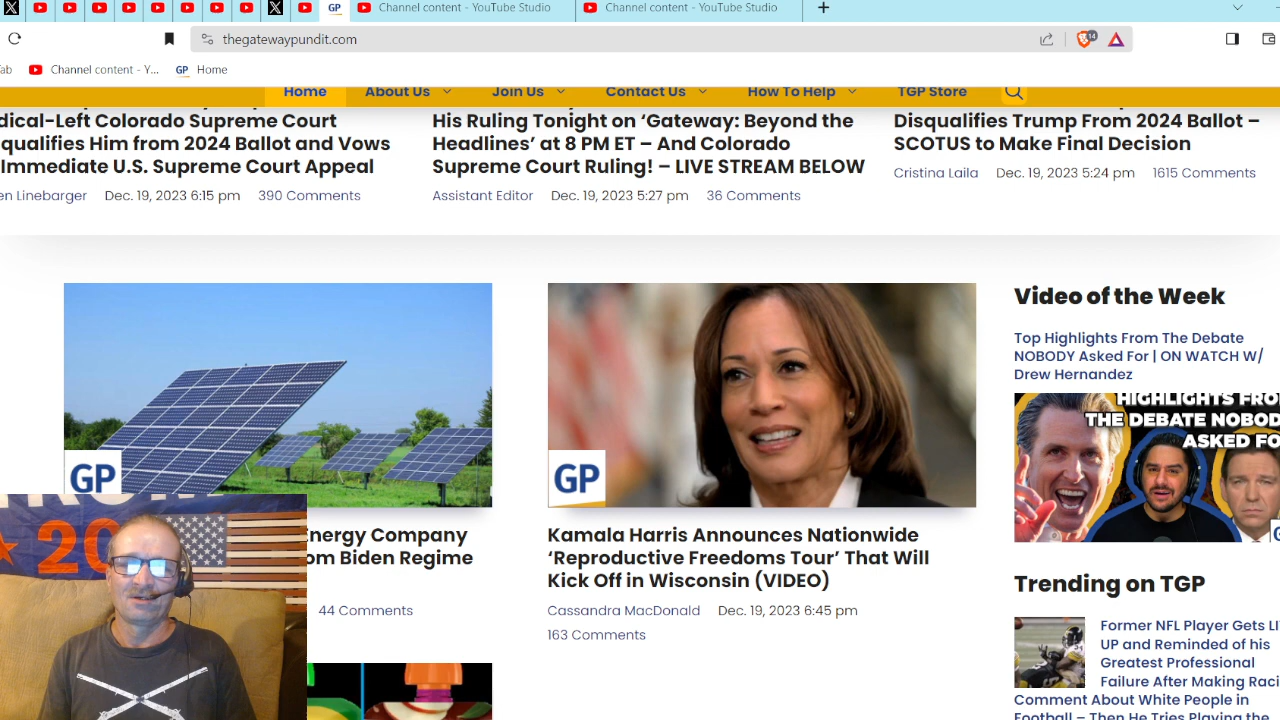 GP
Channel content - YouTube Studio
Channel content - YouTube Studio
+
thegatewaypundit.com
14
ab
Channel content - Y...
GP Home
Home
About Us
Join Us
Contact Us
How To Help
TGP Store
dical-Left Colorado Supreme Court
qualifies Him from 2024 Ballot and Vows
Immediate U.S. Supreme Court Appeal
en Linebarger Dec. 19, 2023 6:15 pm 390 Comments
His Ruling Tonight on ‘Gateway: Beyond the
Headlines’ at 8 PM ET – And Colorado
Supreme Court Ruling! – LIVE STREAM BELOW
Assistant Editor Dec. 19, 2023 5:27 pm 36 Comments
Disqualifies Trump From 2024 Ballot –
SCOTUS to Make Final Decision
Cristina Laila Dec. 19, 2023 5:24 pm 1615 Comments
GP
Energy Company
om Biden Regime
44 Comments
20
GP
Kamala Harris Announces Nationwide
‘Reproductive Freedoms Tour’ That Will
Kick Off in Wisconsin (VIDEO)
Cassandra MacDonald Dec. 19, 2023 6:45 pm
163 Comments
Video of the Week
Top Highlights From The Debate
NOBODY Asked For | ON WATCH W/
Drew Hernandez
HIGHLIGHTS FRO
THE DEBATE NOBOD
ASKED FO
Trending on TGP
Former NFL Player Gets LI
UP and Reminded of his
Greatest Professional
Failure After Making Raci
Comment About White People in
Football – Then He Tries Playing the